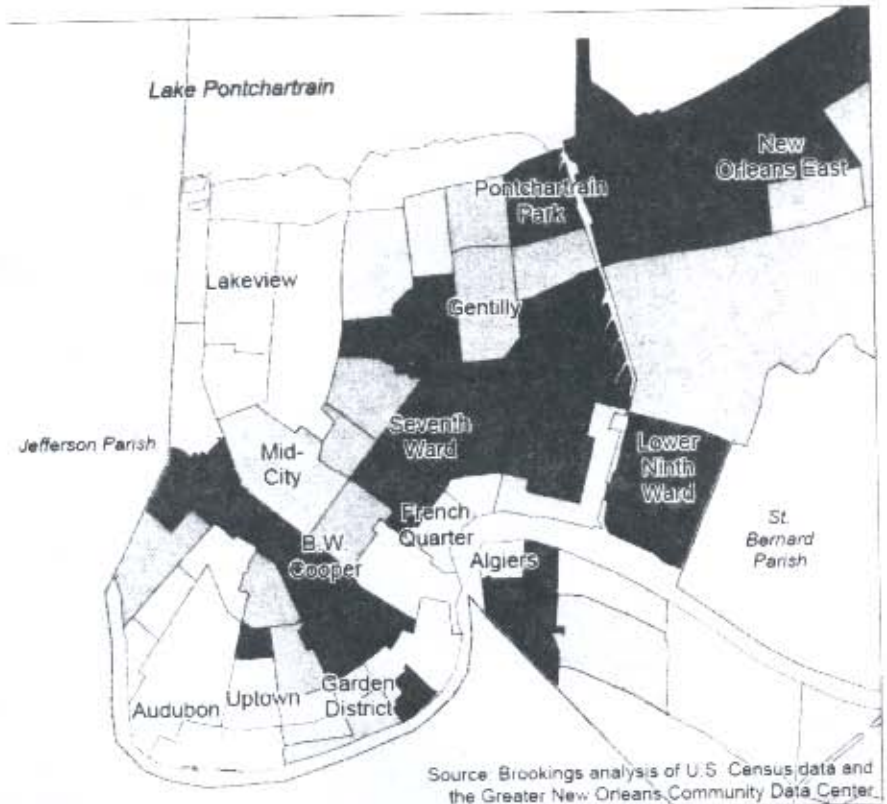 Lake Pontchartrain
New
Orleans East
Pontchartrain
Park
Lakeview
Gentilly
Seventh
Ward
Jefferson Parish
Mid-
City
Lower
Ninth
Ward
French
Quarter
St.
Bernard
Parish
B.W.
Cooper
Algiers
Garden
District
Uptown
Audubon
Source: Brookings analysis of U.S. Census data and
the Greater New Orleans Community Data Center